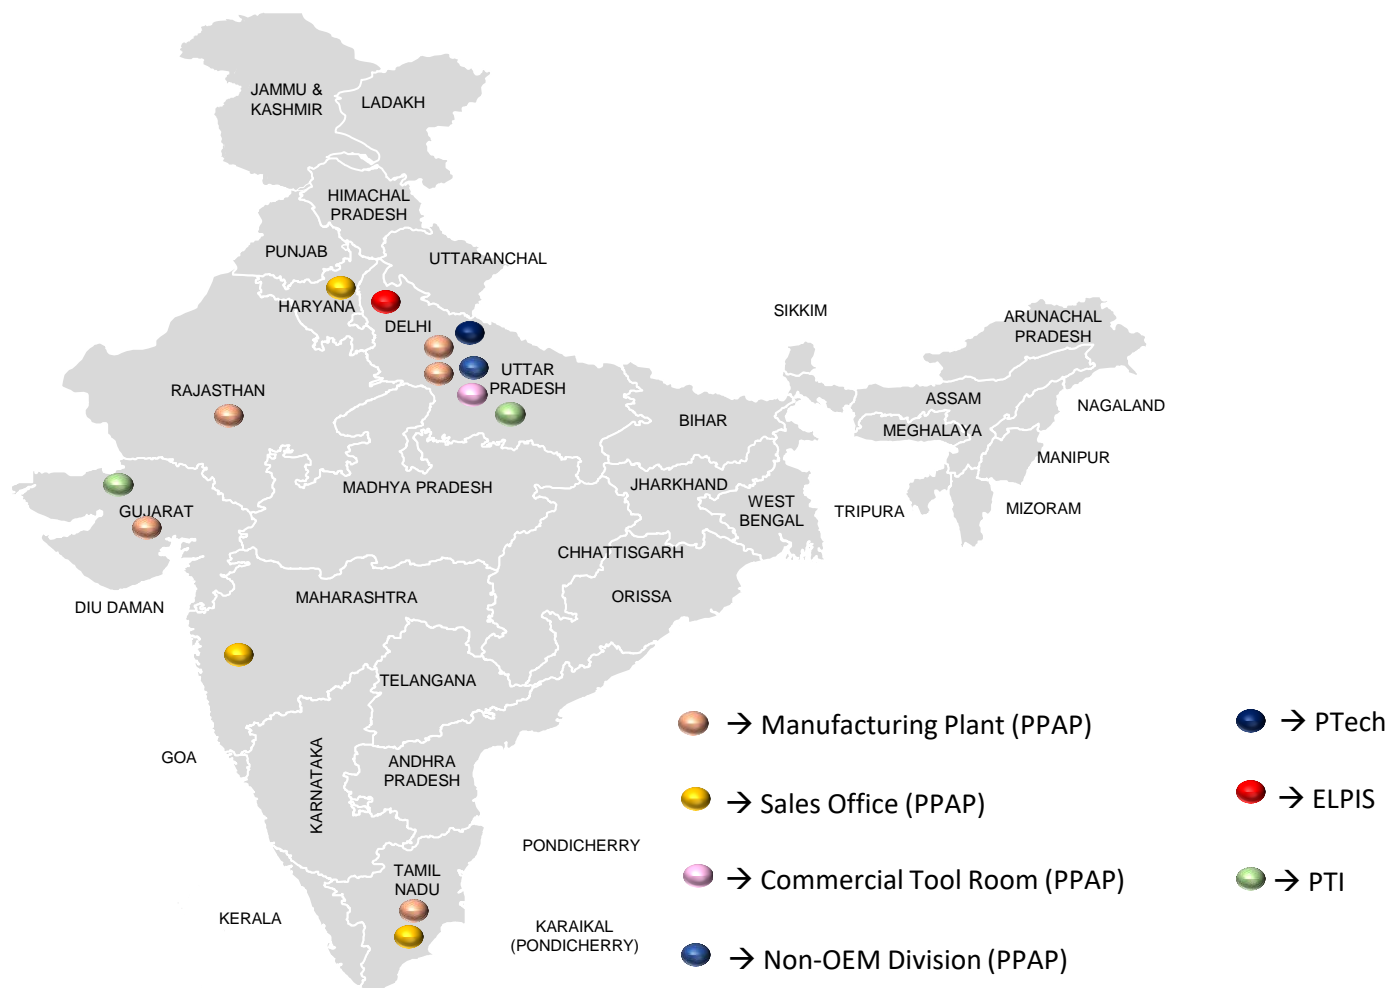 JAMMU &
KASHMIR
LADAKH
HIMACHAL
PRADESH
PUNJAB
UTTARANCHAL
HARYANA
DELHI
SIKKIM
ARUNACHAL
PRADESH
RAJASTHAN
UTTAR
PRADESH
ASSAM
NAGALAND
BIHAR
MEGHALAYA
MANIPUR
MADHYA PRADESH
JHARKHAND
WEST
BENGAL
TRIPURA
MIZORAM
GUJARAT
CHHATTISGARH
DIU DAMAN
MAHARASHTRA
ORISSA
TELANGANA
GOA
KARNATAKA
ANDHRA
PRADESH
PONDICHERRY
TAMIL
NADU
KERALA
KARAIKAL
(PONDICHERRY)
→ Manufacturing Plant (PPAP)
→ Sales Office (PPAP)
→ Commercial Tool Room (PPAP)
→ Non-OEM Division (PPAP)
→ PTech
→ ELPIS
→ PTI